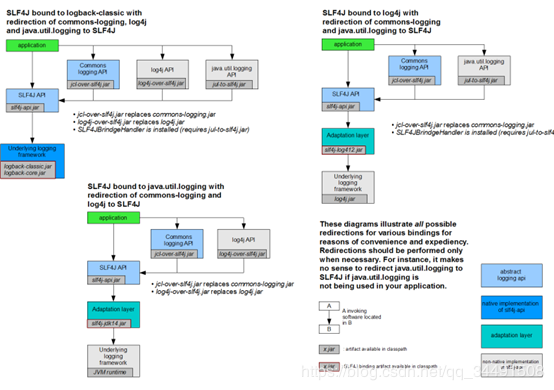 SLF4J bound to logback-classic with
redirection of commons-logging, log4j
and java.util.logging to SLF4J
application
Commons
logging API
jcl-over-slf4j.jar
log4j API
log4j-over-slf4j.jar
java.util.logging
API
jul-to-slf4j.jar
SLF4J API
slf4j-api.jar
• jcl-over-slf4j.jar replaces commons-logging.jar
• log4j-over-slf4j.jar replaces log4j.jar
• SLF4JBridgeHandler is installed (requires jul-to-slf4j.jar)
Underlying logging
framework
logback-classic.jar
logback-core.jar
SLF4J bound to log4j with
redirection of commons-logging and
java.util.logging to SLF4J
application
Commons
logging API
jcl-over-slf4j.jar
java.util.logging
API
jul-to-slf4j.jar
SLF4J API
slf4j-api.jar
• jcl-over-slf4j.jar replaces commons-logging.jar
• SLF4JBridgeHandler is installed (requires jul-to-slf4j.jar)
Adaptation layer
slf4j-log412.jar
Underlying
logging
framework
log4j.jar
SLF4J bound to java.util.logging with
redirection of commons-logging and
log4j to SLF4J
application
Commons
logging API
jcl-over-slf4j.jar
log4j API
log4j-over-slf4j.jar
SLF4J API
slf4j-api.jar
• jcl-over-slf4j.jar replaces commons-logging.jar
• log4j-over-slf4j.jar replaces log4j.jar
Adaptation layer
slf4j-jdk14.jar
Underlying
logging
framework
JVM runtime
These diagrams illustrate all possible
redirections for various bindings for
reasons of convenience and expediency.
Redirections should be performed only
when necessary. For instance, it makes
no sense to redirect java.util.logging to
SLF4J if java.util.logging is
not being used in your application.
A
B
A invoking
software
located
in B
x.jar
: artifact available in classpath
: SLF4J binding artifact available in classpath
abstract
logging api
native implementation
of slf4j-api
adaptation layer
non-native implementation